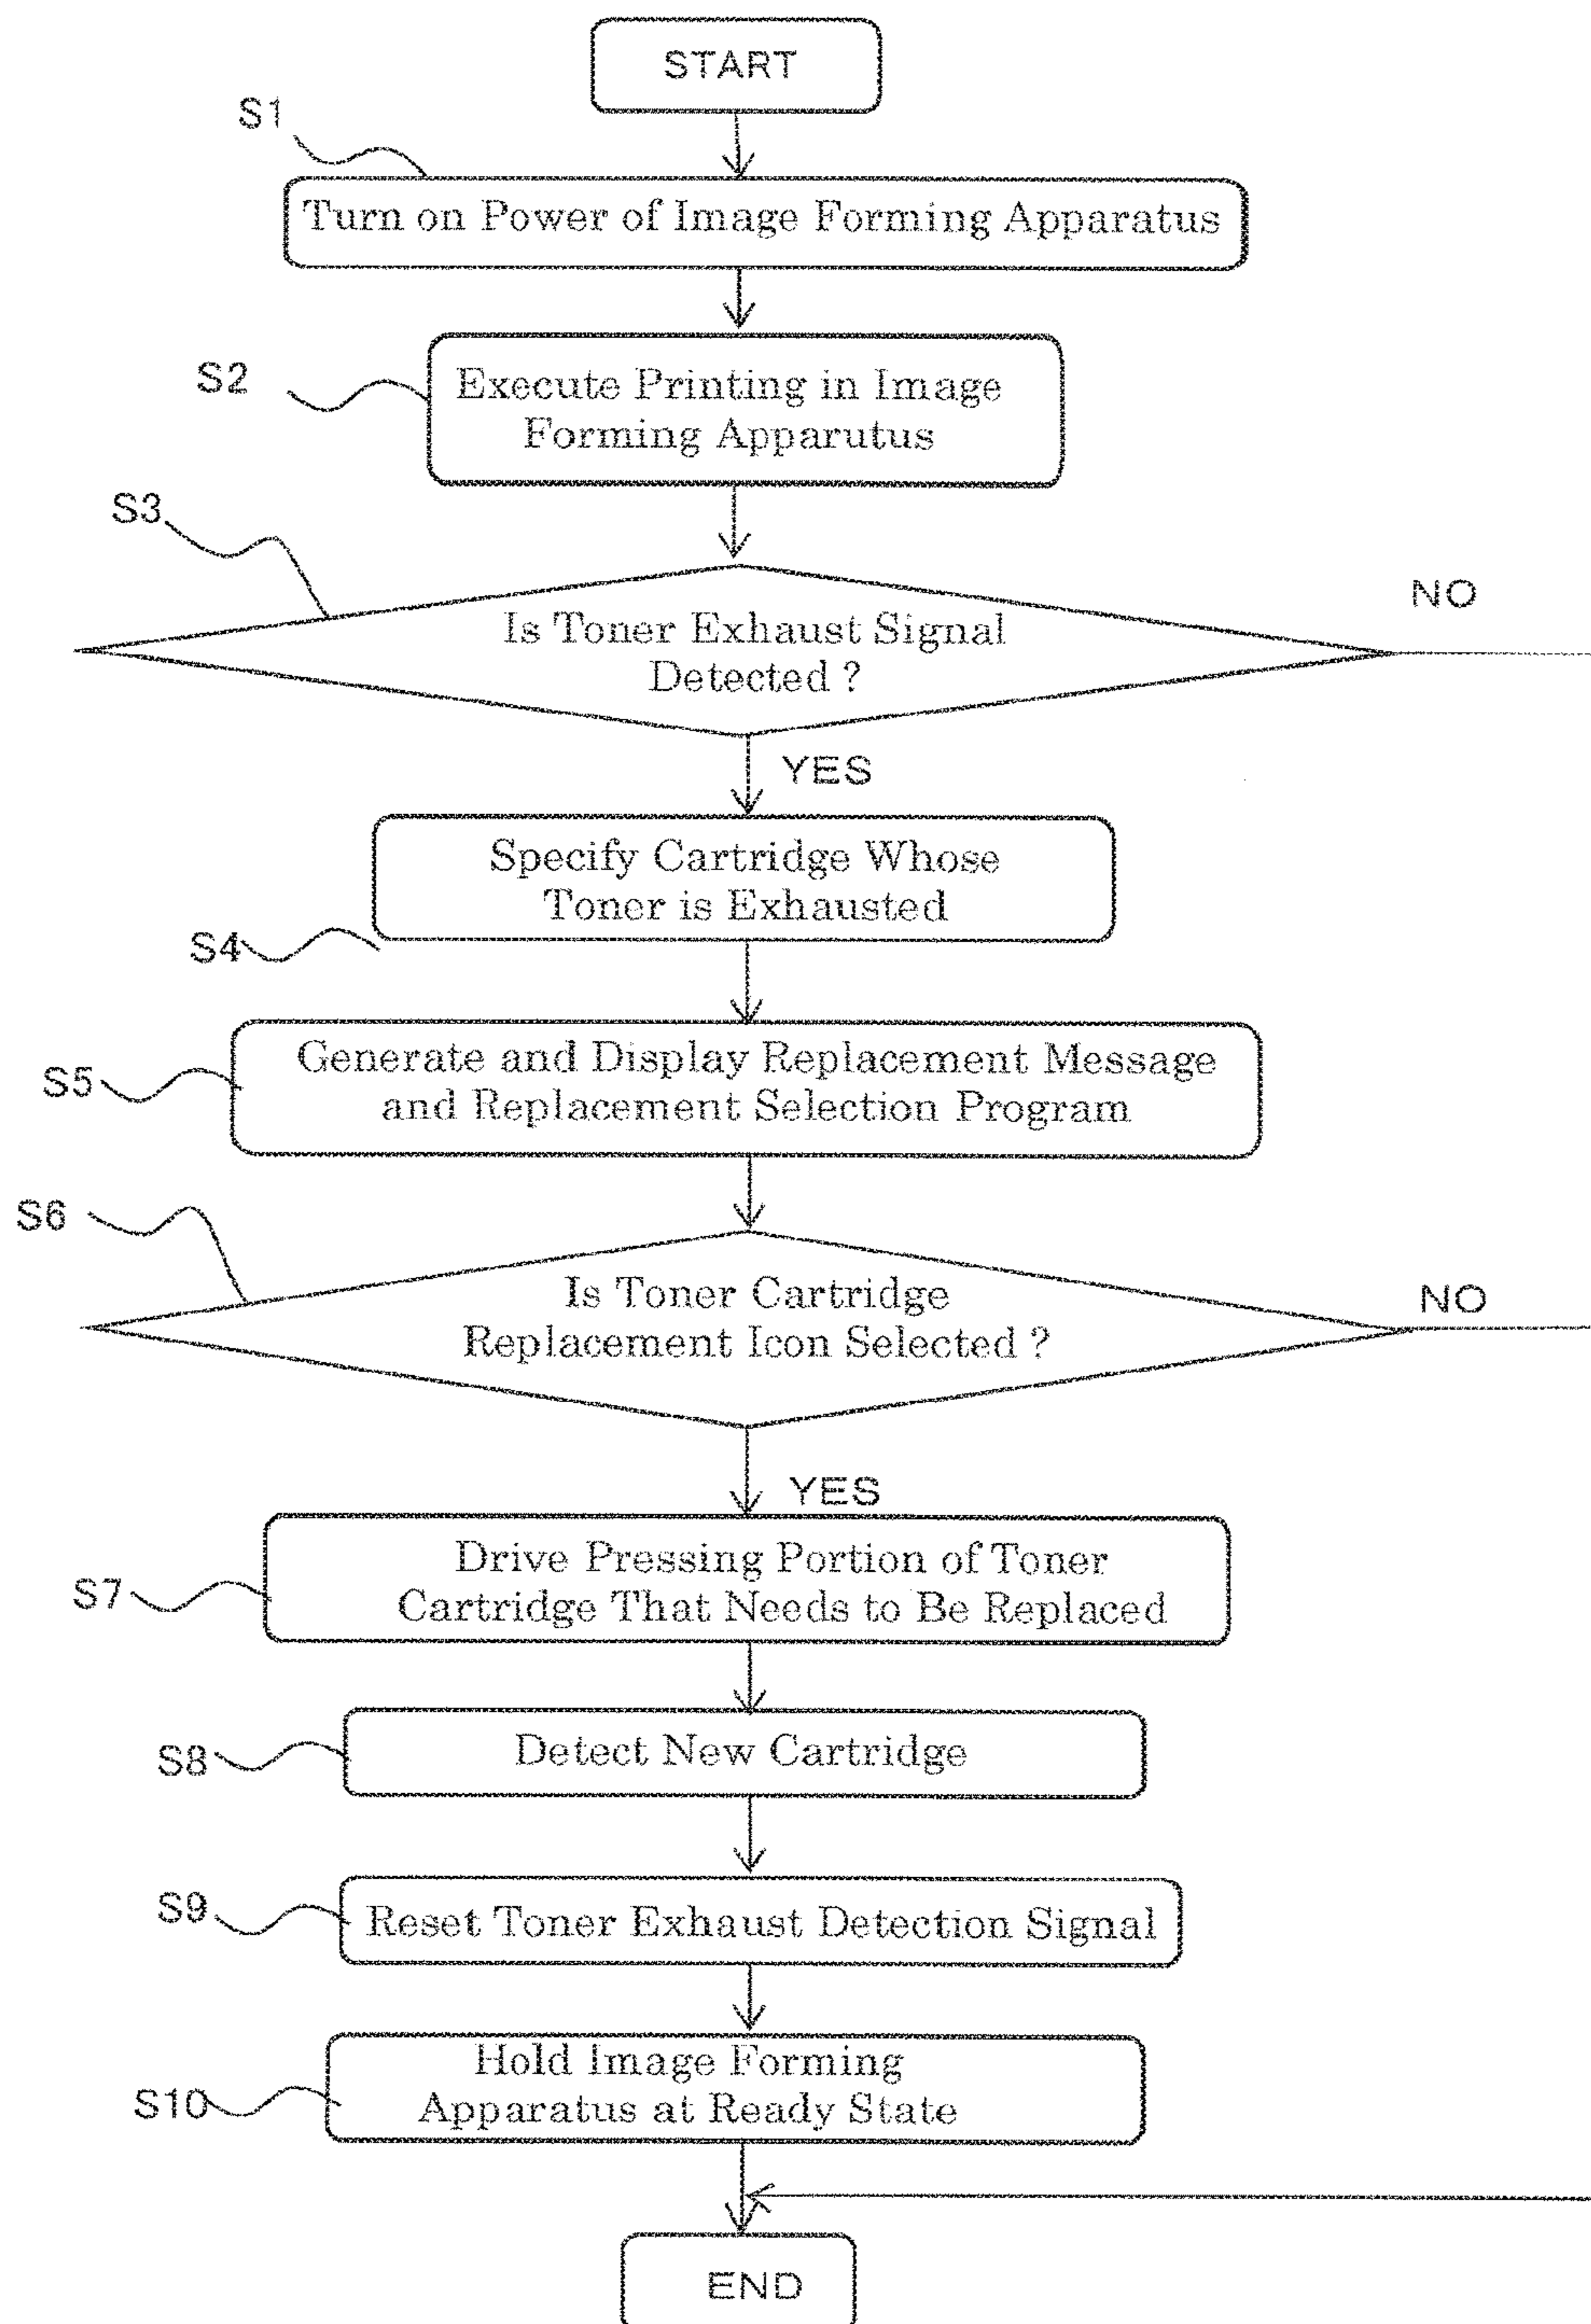 START
S1
Turn on Power of Image Forming Apparatus
S2
Execute Printing in Image
Forming Apparutus
S3
NO
Is Toner Exhaust Signal
Detected ?
YES
Specify Cartridge Whose
Toner is Exhausted
S4
Generate and Display Replacement Message
and Replacement Selection Program
S5
S6
Is Toner Cartridge
Replacement Icon Selected ?
NO
YES
Drive Pressing Portion of Toner
Cartridge That Needs to Be Replaced
S7
Detect New Cartridge
S8
S9
Reset Toner Exhaust Detection Signal
Hold Image Forming
Apparatus at Ready State
S10
END